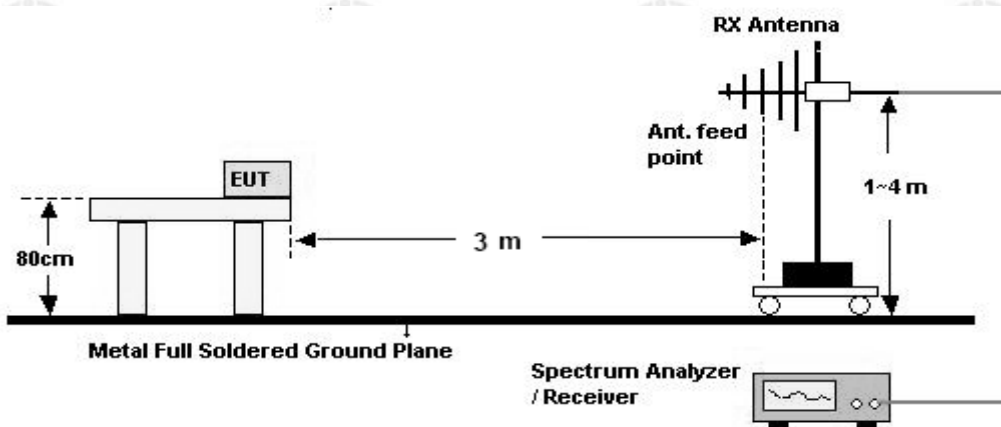 RX Antenna
Ant. feed
point
EUT
1~4 m
3 m
80cm
Metal Full Soldered Ground Plane
Spectrum Analyzer
/ Receiver